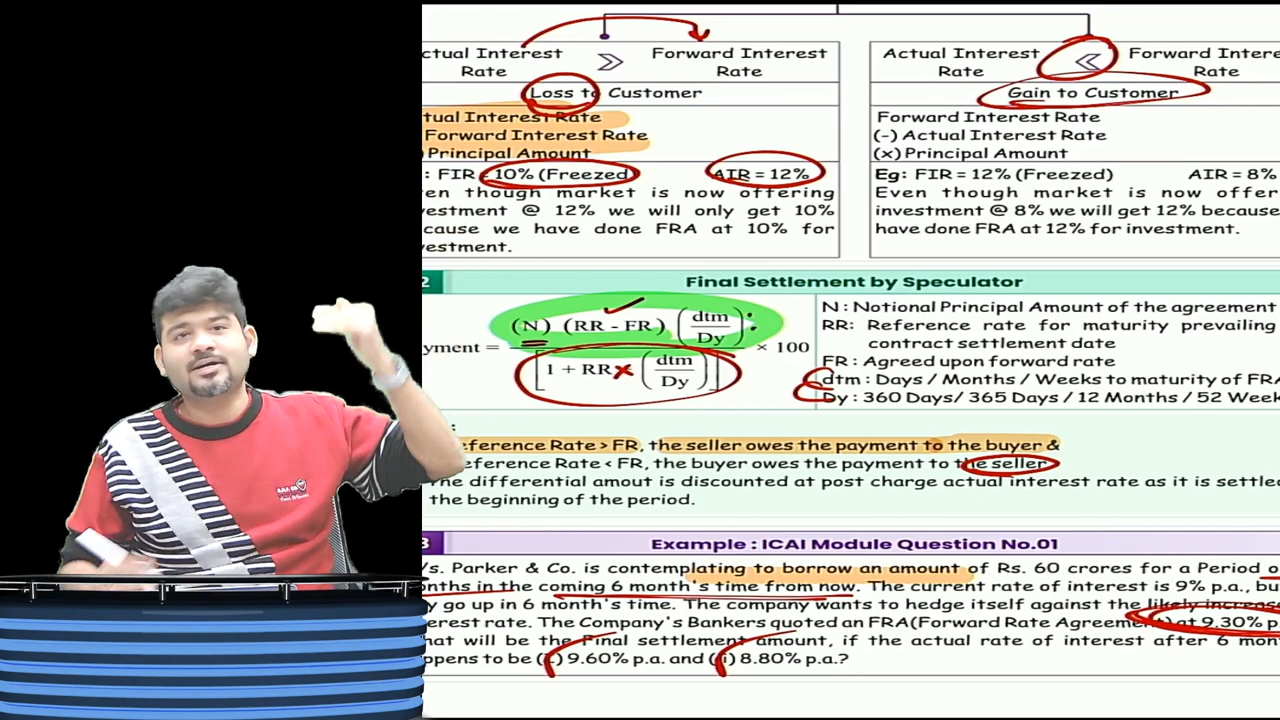 ctual Interest Rate
Forward Interest Rate
Loss to Customer
tual Interest Rate
Forward Interest Rate
) Principal Amount
: FIR = 10% (Freezed) AIR = 12%
en though market is now offering
vestment @ 12% we will only get 10%
cause we have done FRA at 10% for
vestment.
Actual Interest Rate
Forward Intere
Rate
Gain to Customer
Forward Interest Rate
(-) Actual Interest Rate
(x) Principal Amount
Eg: FIR = 12% (Freezed) AIR = 8%
Even though market is now offer
investment @ 8% we will get 12% because
have done FRA at 12% for investment.
2 Final Settlement by Speculator
yment = (N) (RR - FR) (dtm/Dy) / [1 + RR x (dtm/Dy)] × 100
N : Notional Principal Amount of the agreement
RR: Reference rate for maturity prevailing
contract settlement date
FR : Agreed upon forward rate
dtm : Days / Months / Weeks to maturity of FRA
Dy : 360 Days/ 365 Days / 12 Months / 52 Week
:
eference Rate > FR, the seller owes the payment to the buyer &
eference Rate < FR, the buyer owes the payment to the seller
he differential amout is discounted at post charge actual interest rate as it is settle
the beginning of the period.
3 Example : ICAI Module Question No.01
/s. Parker & Co. is contemplating to borrow an amount of Rs. 60 crores for a Period o
onths in the coming 6 month's time from now. The current rate of interest is 9% p.a., bu
y go up in 6 month's time. The company wants to hedge itself against the likely increas
erest rate. The Company's Bankers quoted an FRA(Forward Rate Agreement) at 9.30% p
hat will be the Final settlement amount, if the actual rate of interest after 6 mon
ppens to be (i) 9.60% p.a. and (ii) 8.80% p.a.?